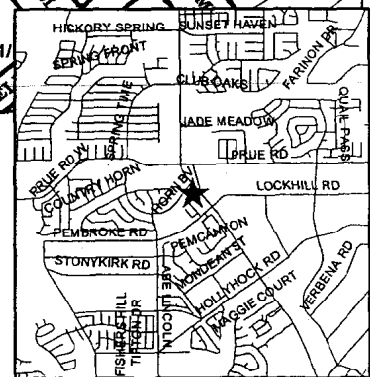 HICKORY SPRING
SUNSET HAVEN
SPRING FRONT
CLUB OAKS
FARINON DR
SPRING TIME
JADE MEADOW
QUAIL PASS
PRUE RD W
PRUE RD
COUNTRY HORN
HORN BV
LOCKHILL RD
PEMBROKE RD
PEMCANYON
MONDEAN ST
STONYKIRK RD
ABE LINCOLN
HOLLYHOCK RD
VERBENA RD
MAGGIE COURT
FISHERS HILL
TIPTON DR